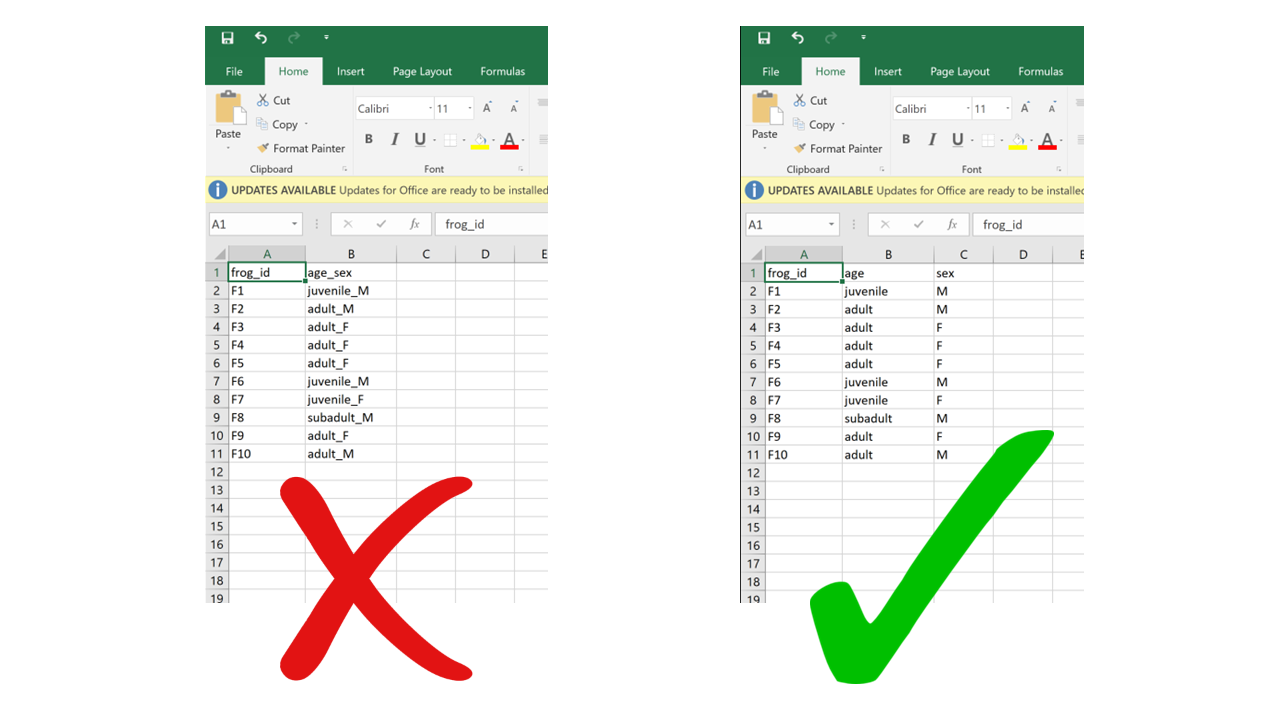 File Home Insert Page Layout Formulas
Paste
Cut
Copy
Format Painter
Clipboard
Calibri 11 A A
B I U A
Font
UPDATES AVAILABLE Updates for Office are ready to be installed
A1 fx frog_id
A B C D E
1 frog_id age_sex
2 F1 juvenile_M
3 F2 adult_M
4 F3 adult_F
5 F4 adult_F
6 F5 adult_F
7 F6 juvenile_M
8 F7 juvenile_F
9 F8 subadult_M
10 F9 adult_F
11 F10 adult_M
12
13
14
15
16
17
18
19
File Home Insert Page Layout Formulas
Paste
Cut
Copy
Format Painter
Clipboard
Calibri 11 A A
B I U A
Font
UPDATES AVAILABLE Updates for Office are ready to be installed
A1 fx frog_id
A B C D E
1 frog_id age sex
2 F1 juvenile M
3 F2 adult M
4 F3 adult F
5 F4 adult F
6 F5 adult F
7 F6 juvenile M
8 F7 juvenile F
9 F8 subadult M
10 F9 adult F
11 F10 adult M
12
13
14
15
16
17
18
19